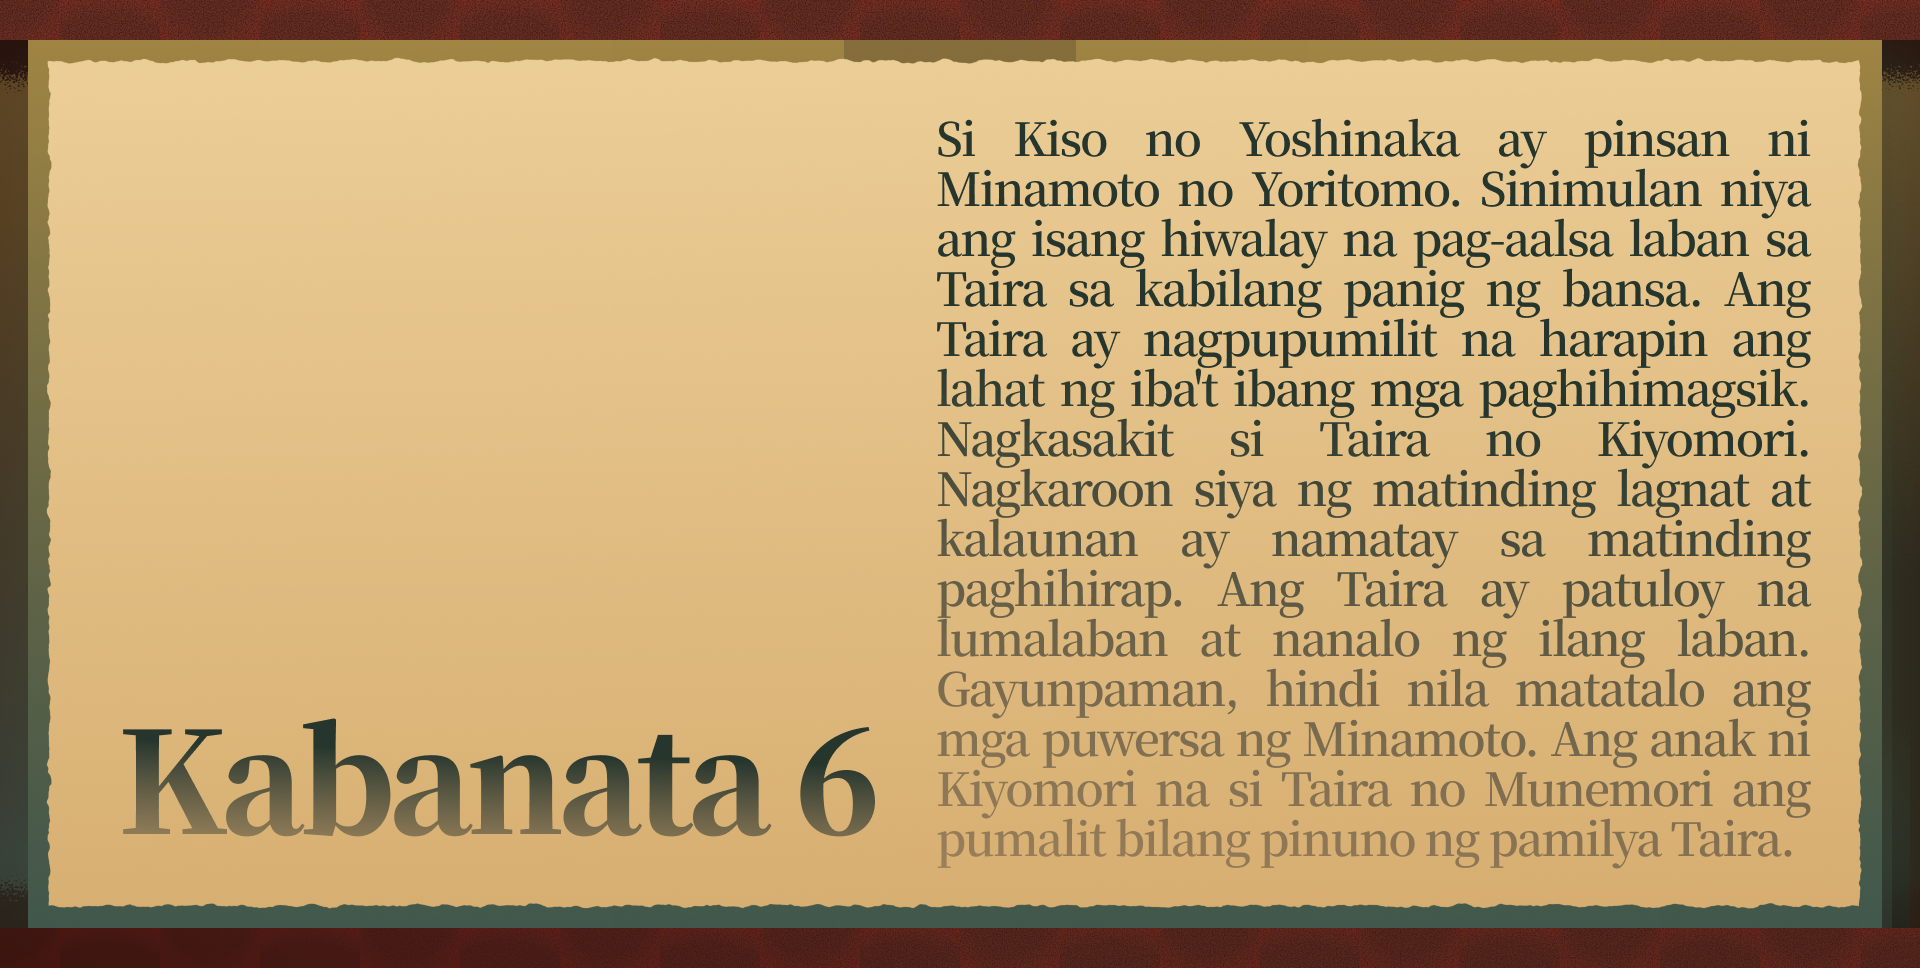 Kabanata 6
Si Kiso no Yoshinaka ay pinsan ni
Minamoto no Yoritomo. Sinimulan niya
ang isang hiwalay na pag-aalsa laban sa
Taira sa kabilang panig ng bansa. Ang
Taira ay nagpupumilit na harapin ang
lahat ng iba't ibang mga paghihimagsik.
Nagkasakit si Taira no Kiyomori.
Nagkaroon siya ng matinding lagnat at
kalaunan ay namatay sa matinding
paghihirap. Ang Taira ay patuloy na
lumalaban at nanalo ng ilang laban.
Gayunpaman, hindi nila matatalo ang
mga puwersa ng Minamoto. Ang anak ni
Kiyomori na si Taira no Munemori ang
pumalit bilang pinuno ng pamilya Taira.